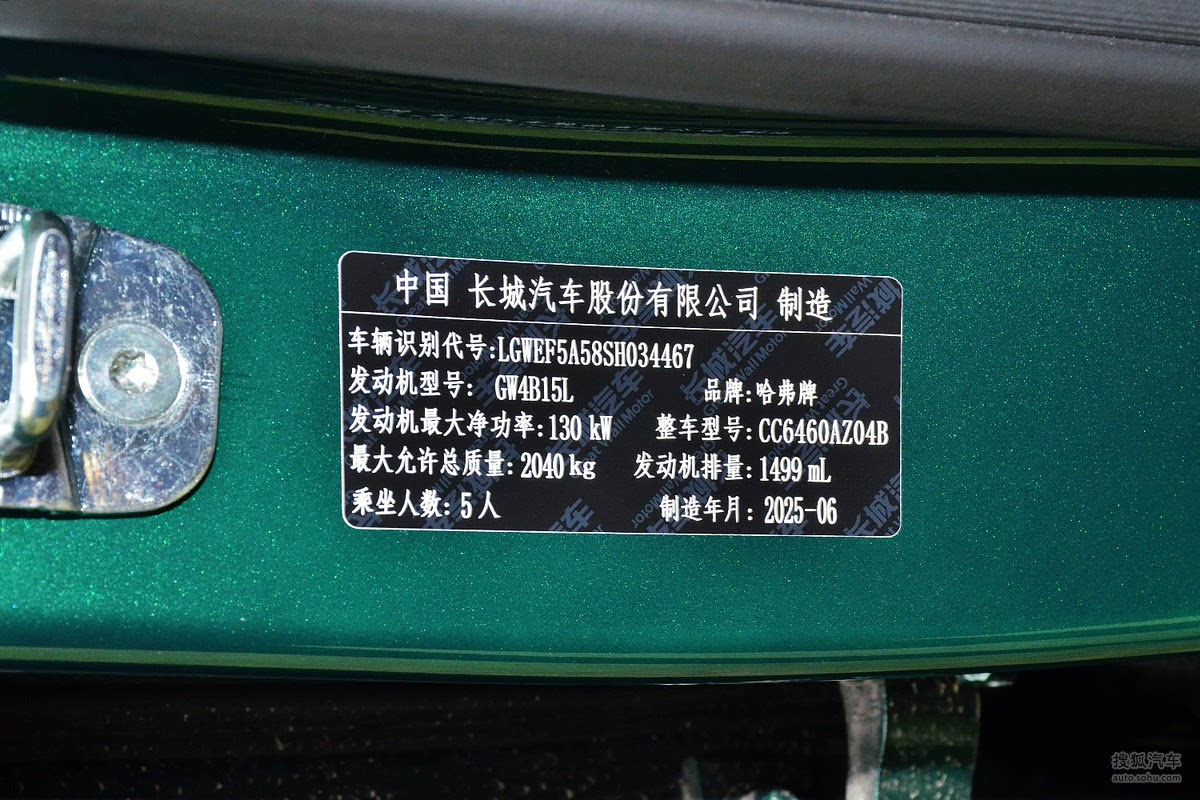 中国 长城汽车股份有限公司 制造
车辆识别代号:LGWEF5A58SH034467
发动机型号: GW4B15L 品牌:哈弗牌
发动机最大净功率:130 kW 整车型号:CC6460AZ04B
最大允许总质量:2040kg 发动机排量:1499 mL
乘坐人数:5人 制造年月: 2025-06
搜狐汽车
auto.sohu.com